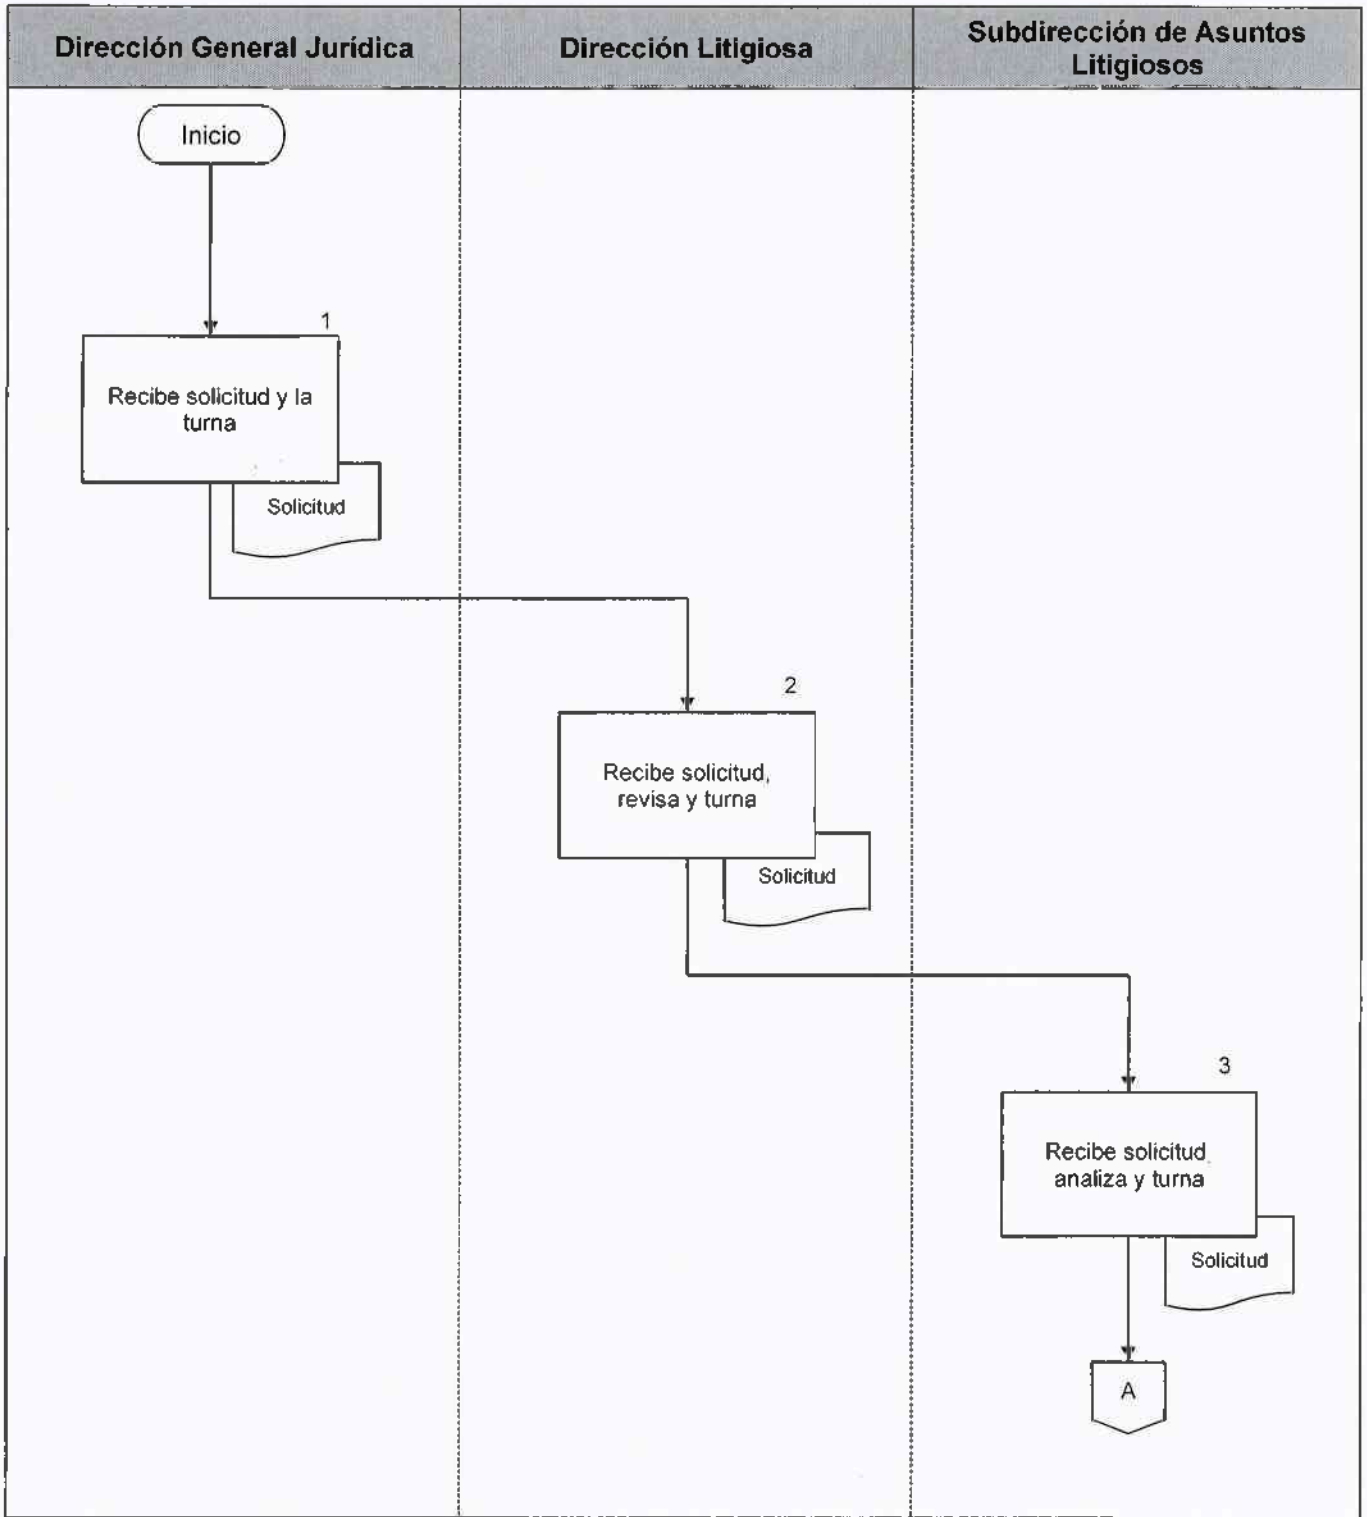 Dirección General Jurídica
Dirección Litigiosa
Subdirección de Asuntos
Litigiosos
Inicio
1
Recibe solicitud y la
turna
Solicitud
2
Recibe solicitud,
revisa y turna
Solicitud
3
Recibe solicitud,
analiza y turna
Solicitud
A